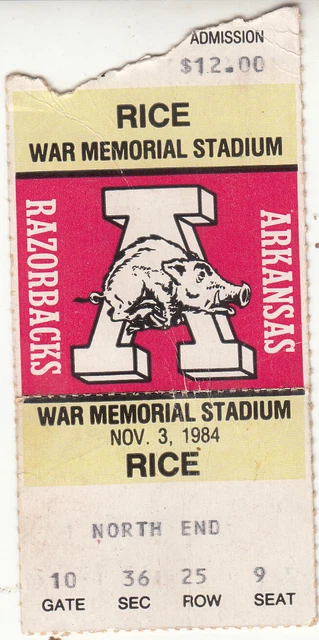 ADMISSION
$12.00
RICE
WAR MEMORIAL STADIUM
RAZORBACKS
A
ARKANSAS
WAR MEMORIAL STADIUM
NOV. 3, 1984
RICE
NORTH END
10 36 25 9
GATE SEC ROW SEAT